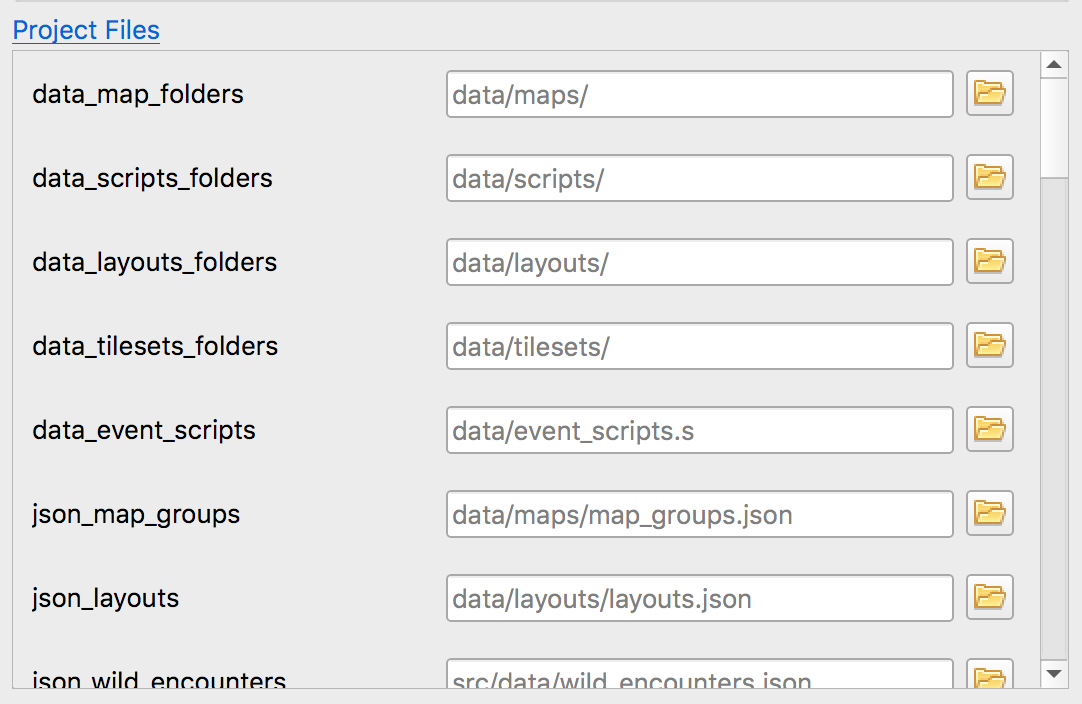 Project Files
data_map_folders data/maps/
data_scripts_folders data/scripts/
data_layouts_folders data/layouts/
data_tilesets_folders data/tilesets/
data_event_scripts data/event_scripts.s
json_map_groups data/maps/map_groups.json
json_layouts data/layouts/layouts.json
json_wild_encounters src/data/wild_encounters.json